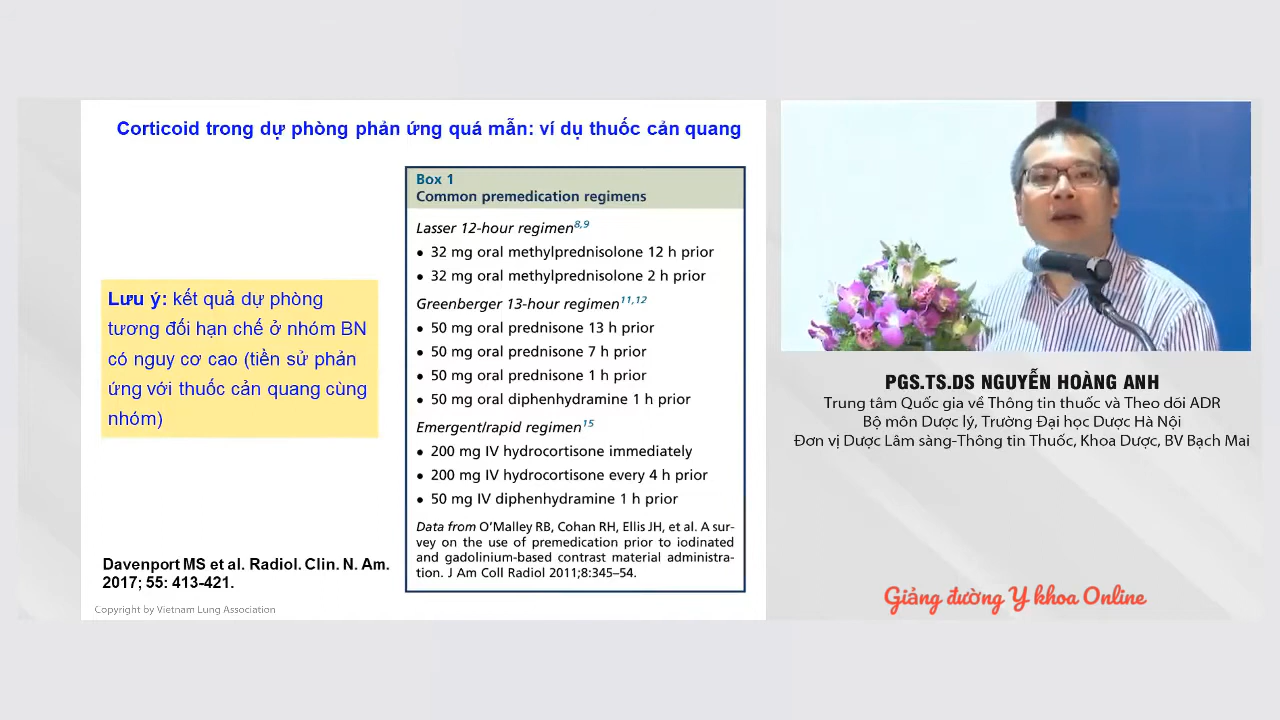 Corticoid trong dự phòng phản ứng quá mẫn: ví dụ thuốc cản quang
Lưu ý: kết quả dự phòng
tương đối hạn chế ở nhóm BN
có nguy cơ cao (tiền sử phản
ứng với thuốc cản quang cùng
nhóm)
Box 1
Common premedication regimens
Lasser 12-hour regimen8,9
• 32 mg oral methylprednisolone 12 h prior
• 32 mg oral methylprednisolone 2 h prior
Greenberger 13-hour regimen11,12
• 50 mg oral prednisone 13 h prior
• 50 mg oral prednisone 7 h prior
• 50 mg oral prednisone 1 h prior
• 50 mg oral diphenhydramine 1 h prior
Emergent/rapid regimen15
• 200 mg IV hydrocortisone immediately
• 200 mg IV hydrocortisone every 4 h prior
• 50 mg IV diphenhydramine 1 h prior
Data from O'Malley RB, Cohan RH, Ellis JH, et al. A sur-
vey on the use of premedication prior to iodinated
and gadolinium-based contrast material administra-
tion. J Am Coll Radiol 2011;8:345–54.
Davenport MS et al. Radiol. Clin. N. Am.
2017; 55: 413-421.
Copyright by Vietnam Lung Association
PGS.TS.DS NGUYỄN HOÀNG ANH
Trung tâm Quốc gia về Thông tin thuốc và Theo dõi ADR
Bộ môn Dược lý, Trường Đại học Dược Hà Nội
Đơn vị Dược Lâm sàng-Thông tin Thuốc, Khoa Dược, BV Bạch Mai
Giảng đường Y khoa Online